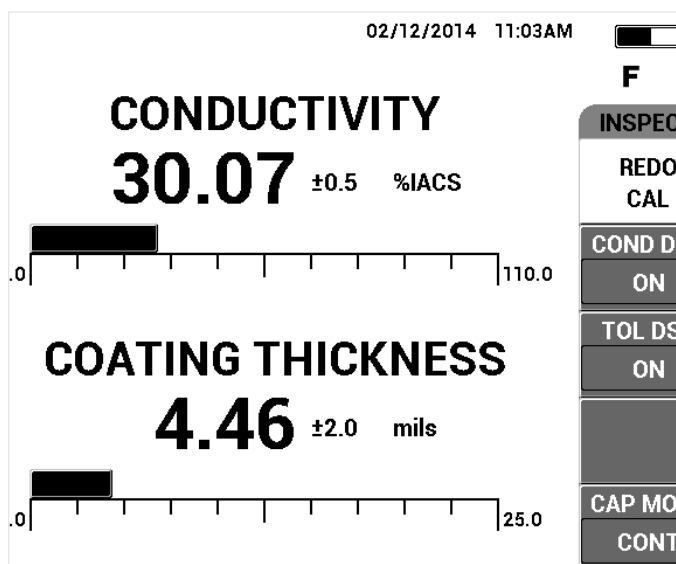 02/12/2014 11:03AM
F
CONDUCTIVITY
30.07 ±0.5 %IACS
.0 110.0
COATING THICKNESS
4.46 ±2.0 mils
.0 25.0
INSPEC
REDO
CAL
COND D
ON
TOL DS
ON
CAP MO
CONT